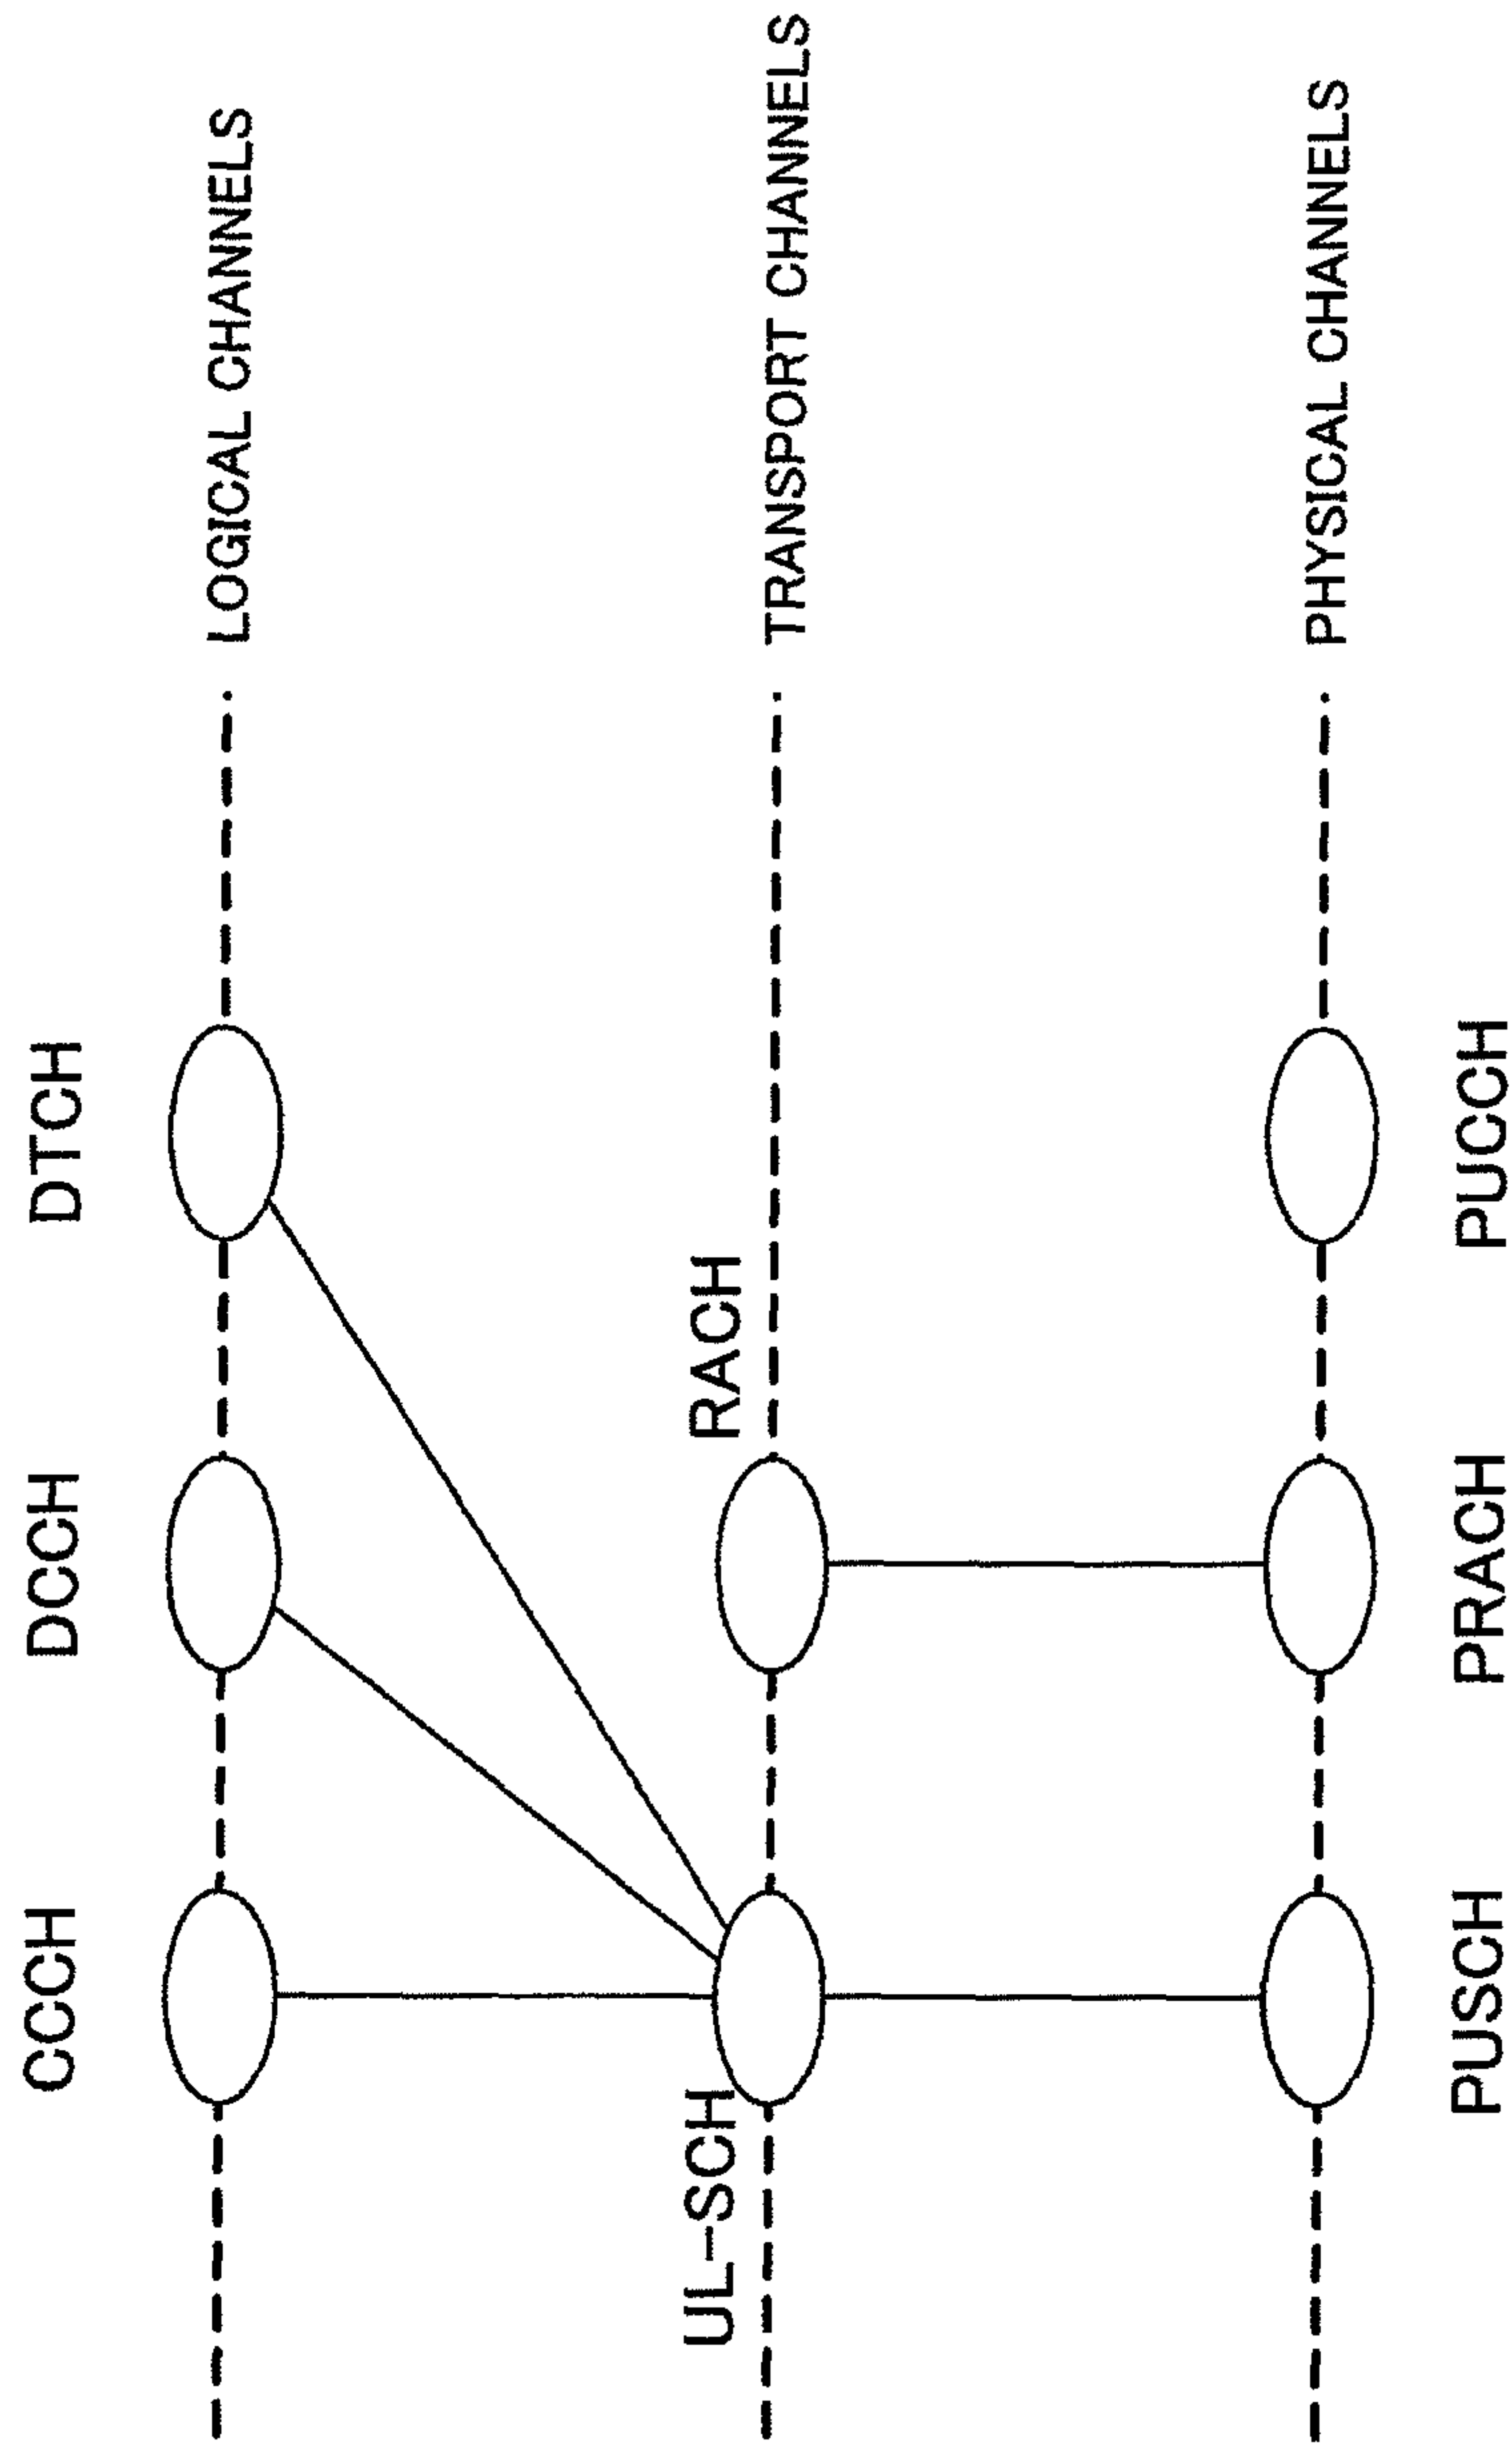 CCCH
DCCH
DTCH
LOGICAL CHANNELS
UL-SCH
RACH
TRANSPORT CHANNELS
PHYSICAL CHANNELS
PUSCH
PRACH
PUCCH